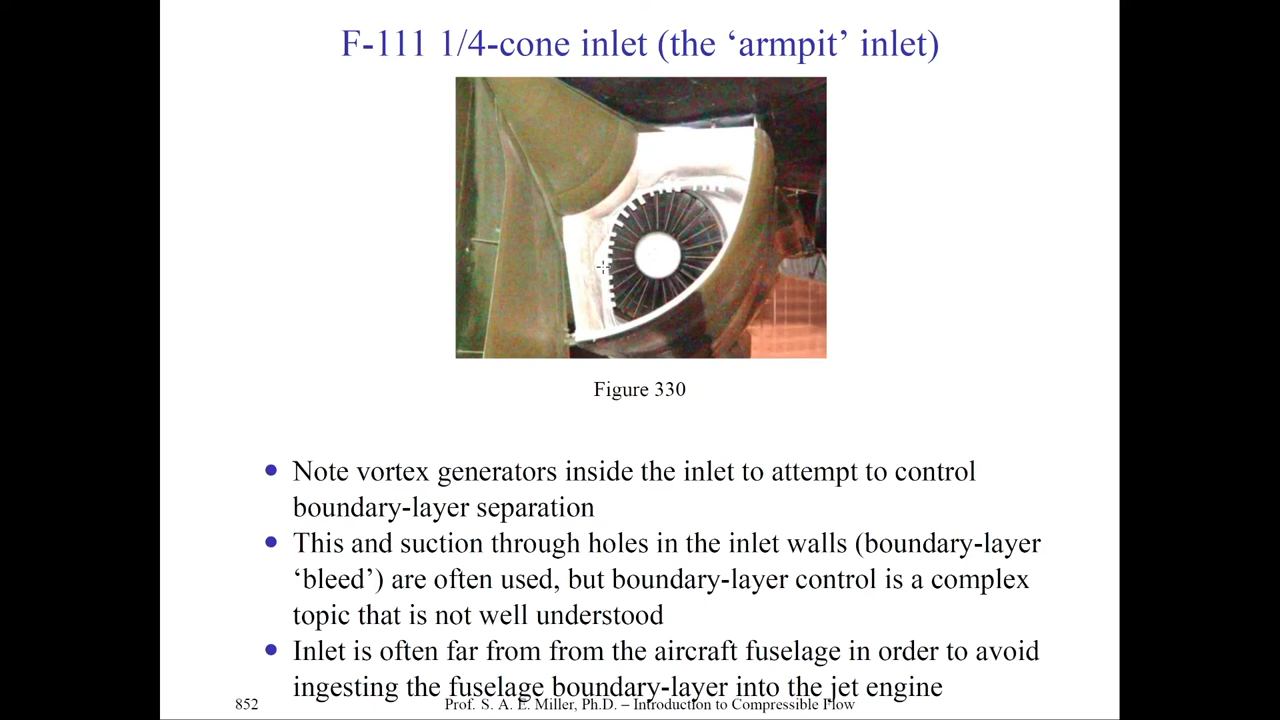 F-111 1/4-cone inlet (the ‘armpit’ inlet)
Figure 330
• Note vortex generators inside the inlet to attempt to control
boundary-layer separation
• This and suction through holes in the inlet walls (boundary-layer
‘bleed’) are often used, but boundary-layer control is a complex
topic that is not well understood
• Inlet is often far from from the aircraft fuselage in order to avoid
ingesting the fuselage boundary-layer into the jet engine
852
Prof. S. A. E. Miller, Ph.D. – Introduction to Compressible Flow